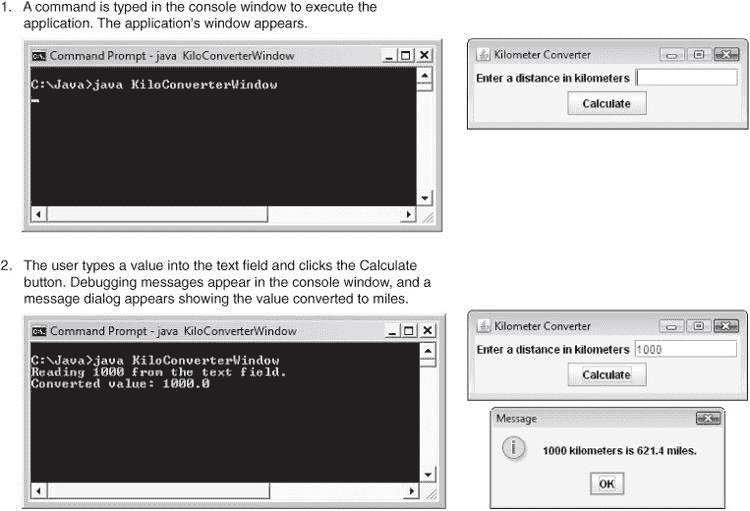 1. A command is typed in the console window to execute the
application. The application's window appears.
Command Prompt - java KiloConverterWindow
C:\Java>java KiloConverterWindow
Kilometer Converter
Enter a distance in kilometers
Calculate
2. The user types a value into the text field and clicks the Calculate
button. Debugging messages appear in the console window, and a
message dialog appears showing the value converted to miles.
Command Prompt - java KiloConverterWindow
C:\Java>java KiloConverterWindow
Reading 1000 from the text field.
Converted value: 1000.0
Kilometer Converter
Enter a distance in kilometers 1000
Calculate
Message
1000 kilometers is 621.4 miles.
OK